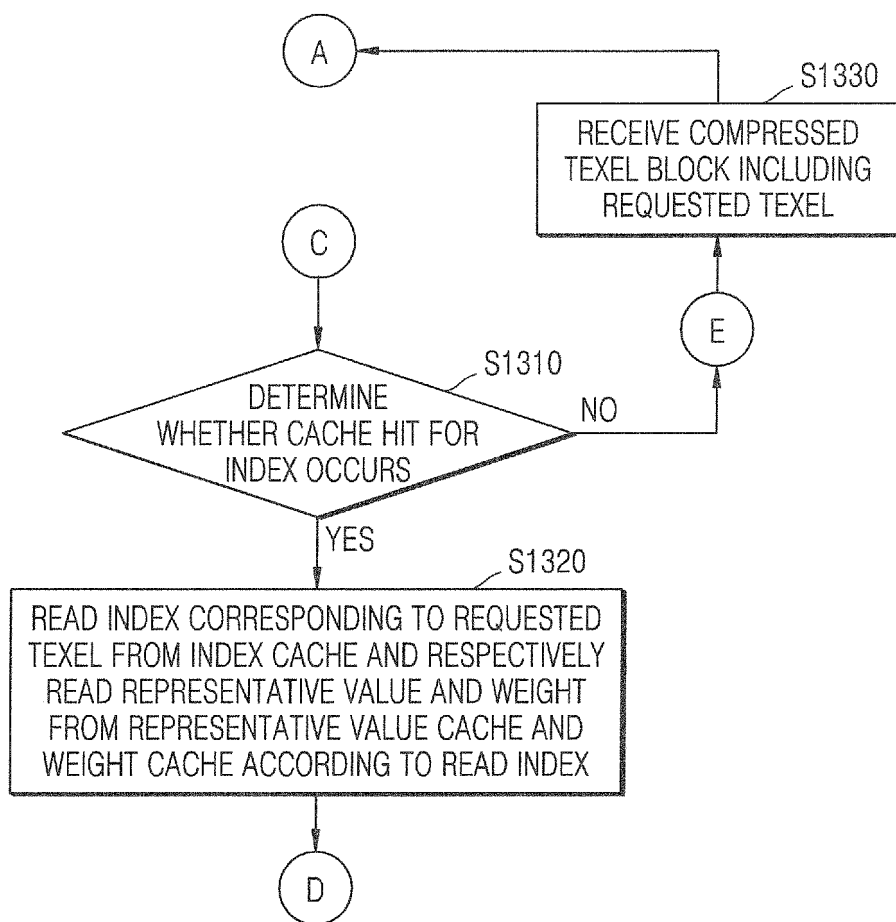 A
S1330
RECEIVE COMPRESSED
TEXEL BLOCK INCLUDING
REQUESTED TEXEL
C
E
S1310
DETERMINE
WHETHER CACHE HIT FOR
INDEX OCCURS
NO
YES
S1320
READ INDEX CORRESPONDING TO REQUESTED
TEXEL FROM INDEX CACHE AND RESPECTIVELY
READ REPRESENTATIVE VALUE AND WEIGHT
FROM REPRESENTATIVE VALUE CACHE AND
WEIGHT CACHE ACCORDING TO READ INDEX
D